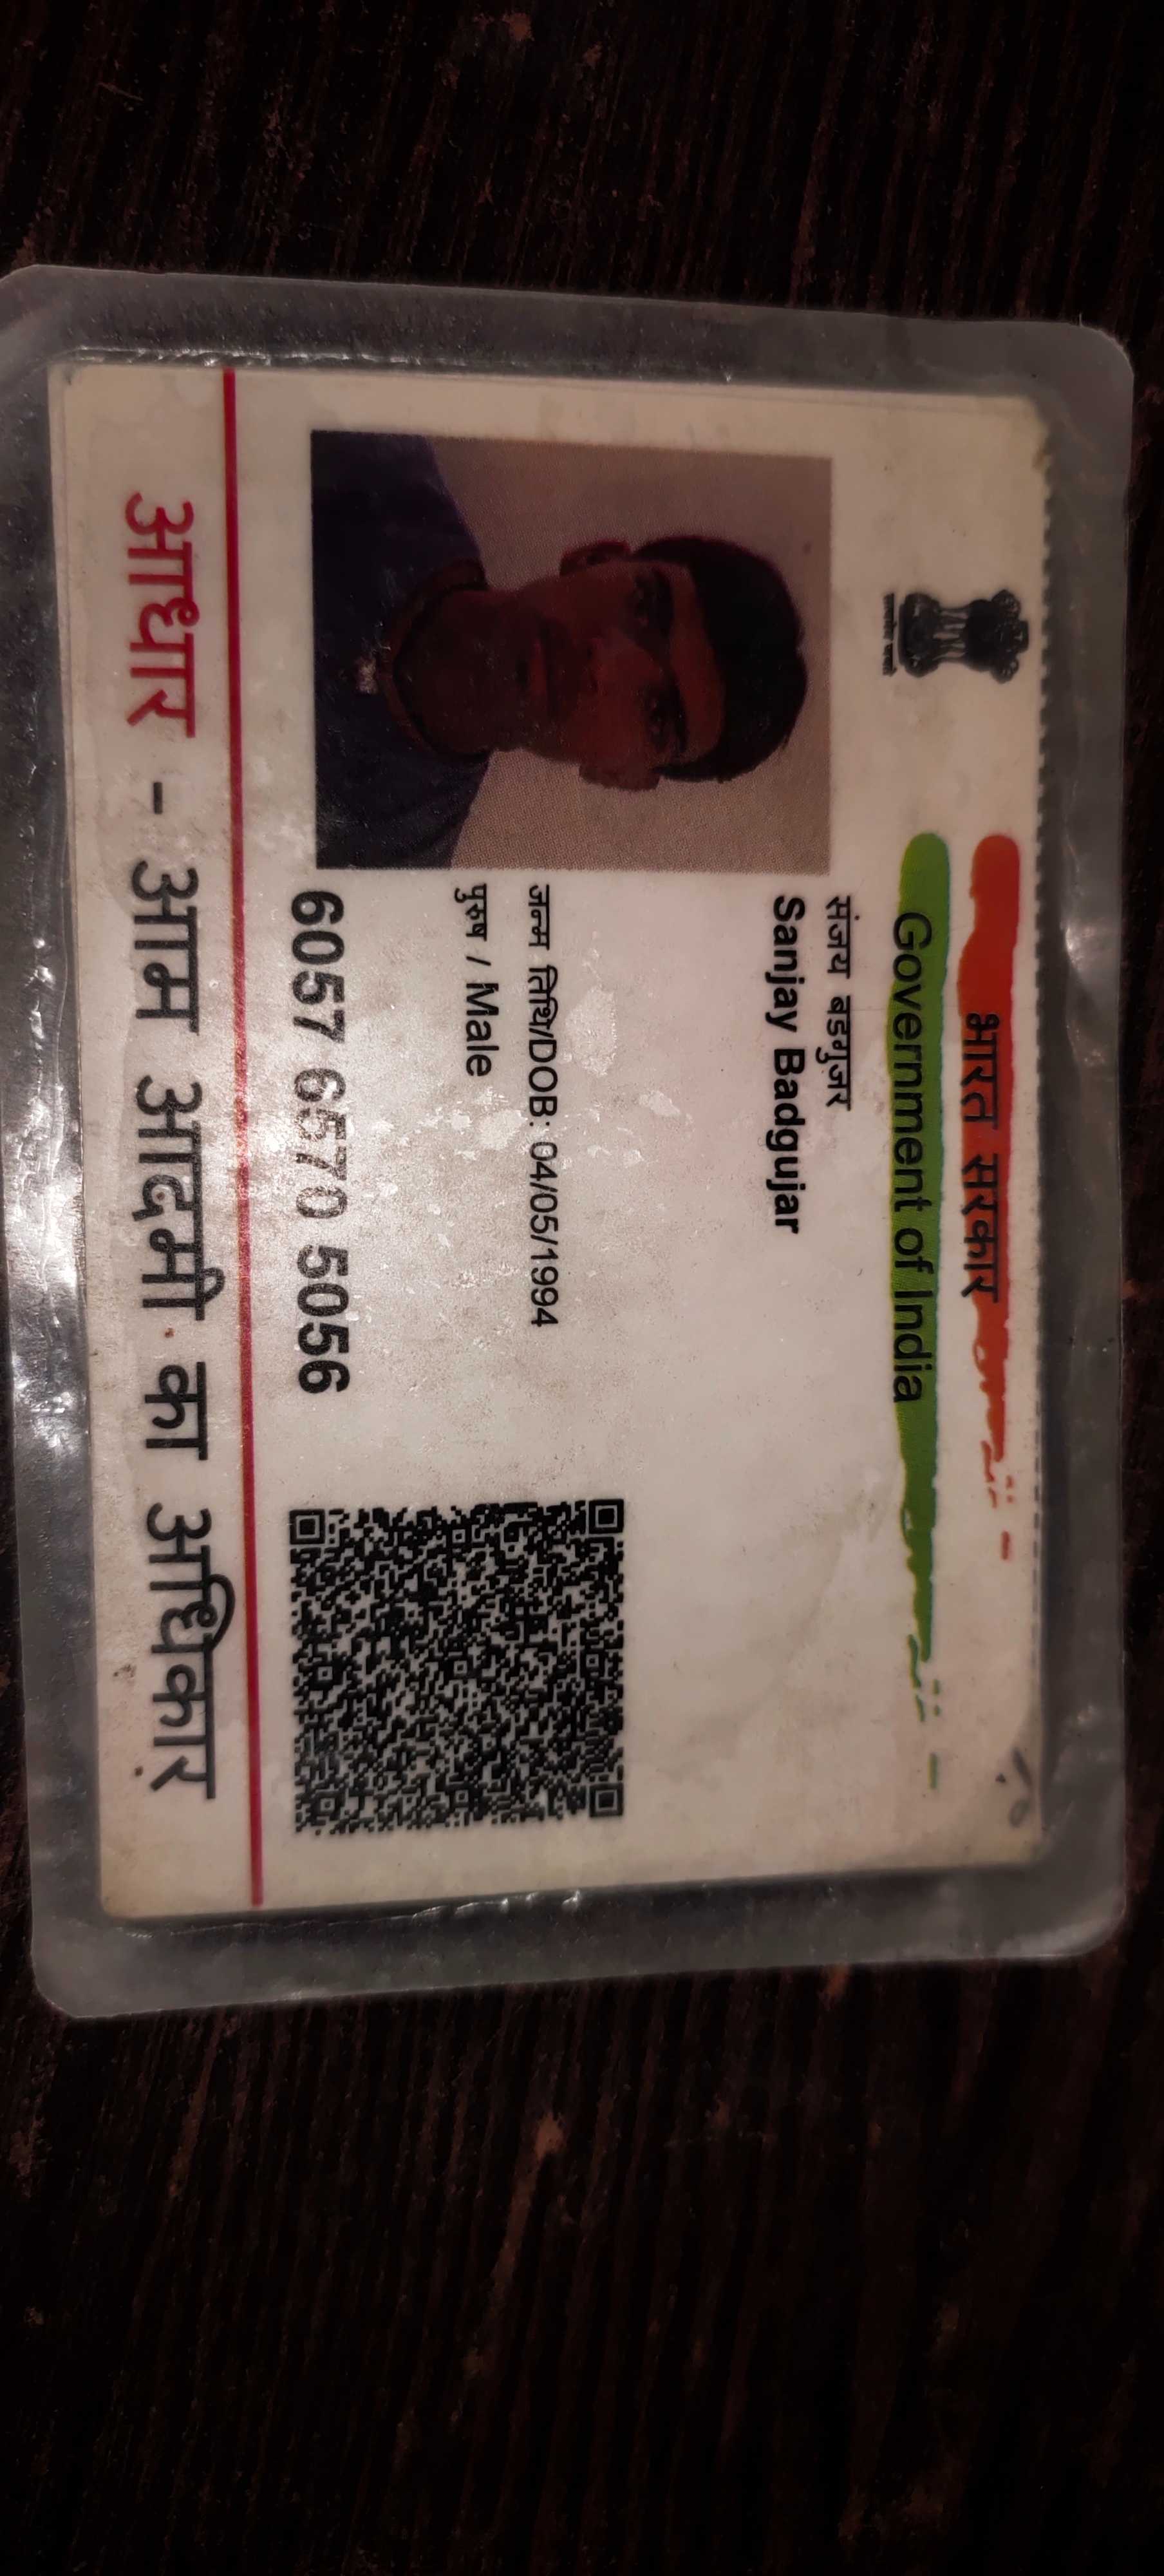 भारत सरकार
Government of India
संजय बडगुजर
Sanjay Badgujar
जन्म तिथि/DOB: 04/05/1994
पुरुष / Male
6057 6570 5056
आधार - आम आदमी का अधिकार